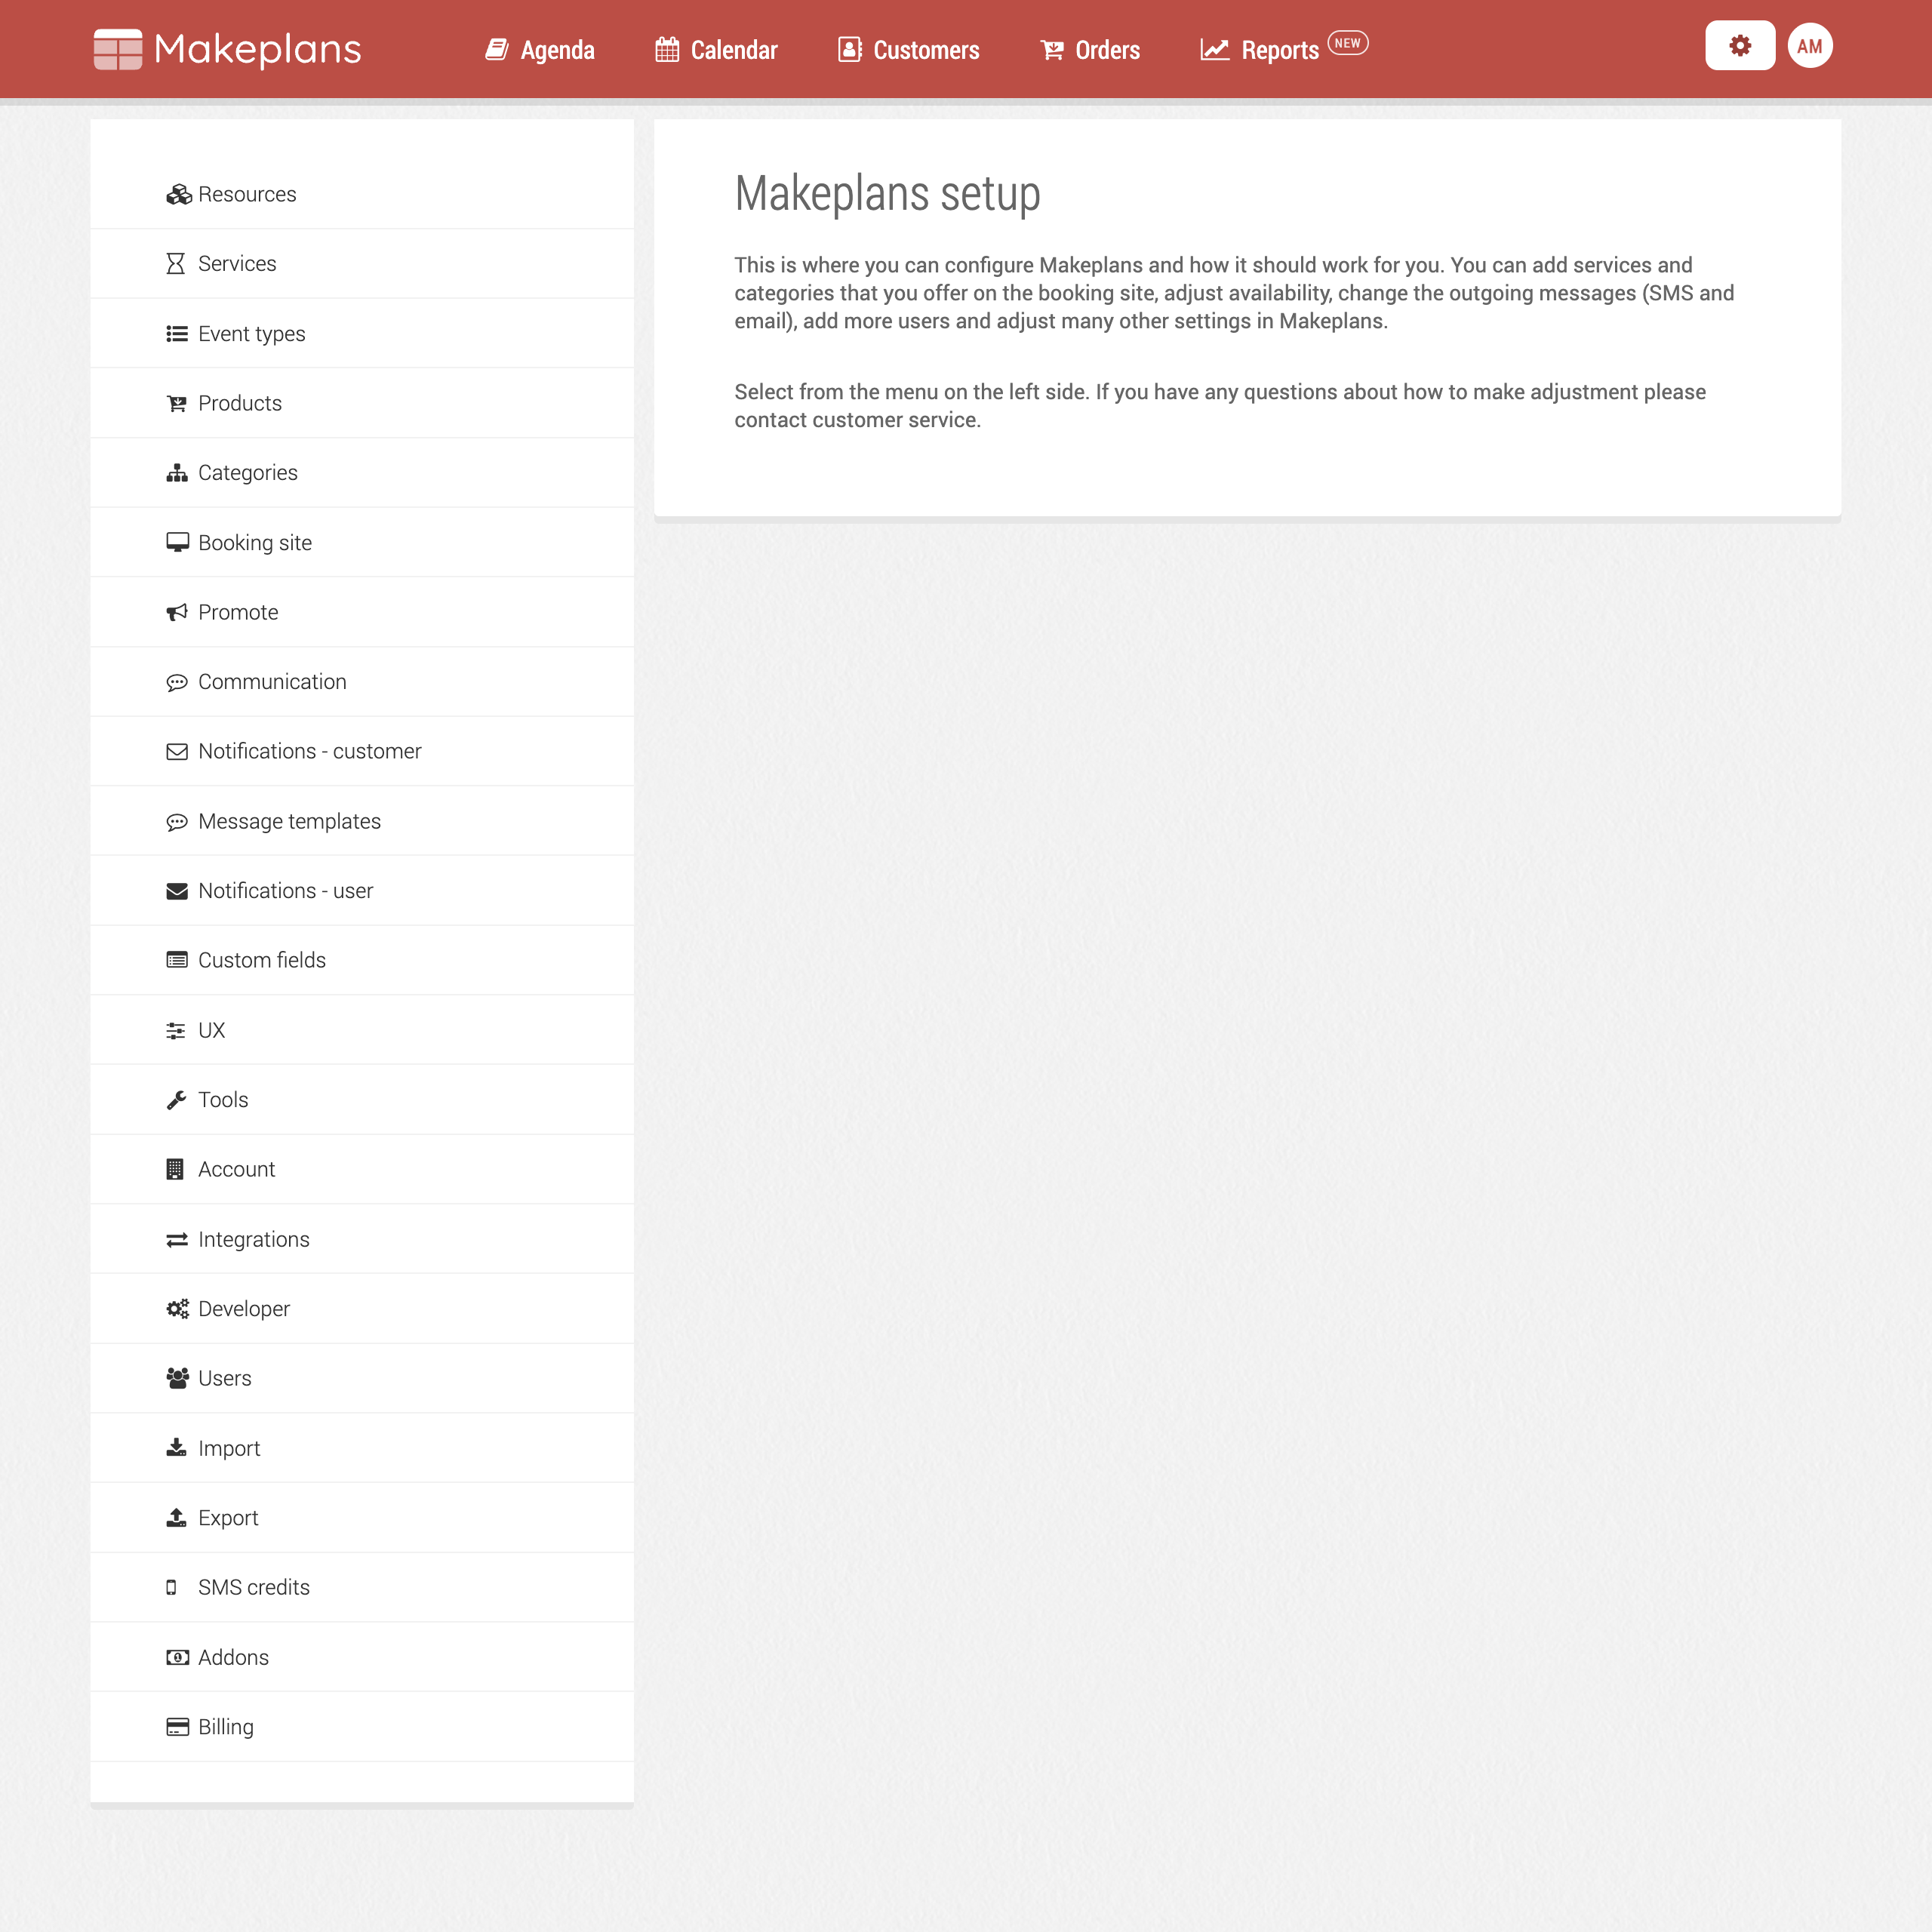 Makeplans
Agenda
Calendar
Customers
Orders
Reports NEW
AM
Resources
Services
Event types
Products
Categories
Booking site
Promote
Communication
Notifications - customer
Message templates
Notifications - user
Custom fields
UX
Tools
Account
Integrations
Developer
Users
Import
Export
SMS credits
Addons
Billing
Makeplans setup
This is where you can configure Makeplans and how it should work for you. You can add services and
categories that you offer on the booking site, adjust availability, change the outgoing messages (SMS and
email), add more users and adjust many other settings in Makeplans.
Select from the menu on the left side. If you have any questions about how to make adjustment please
contact customer service.